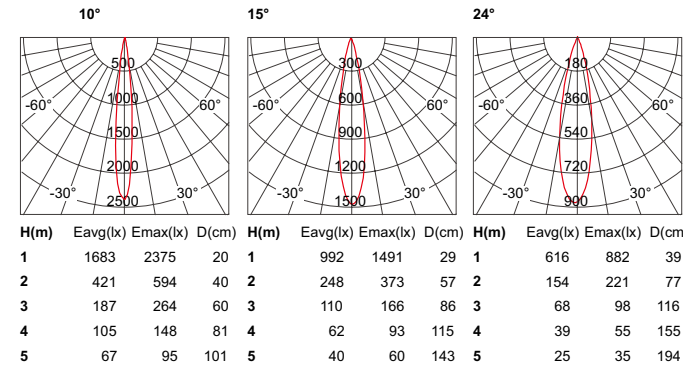 10° 15° 24°
500 300 180
1000 600 360
-60° 60° -60° 60° -60° 60°
1500 900 540
2000 1200 720
-30° 30° -30° 30° -30° 30°
2500 1500 900
H(m) Eavg(lx) Emax(lx) D(cm) H(m) Eavg(lx) Emax(lx) D(cm) H(m) Eavg(lx) Emax(lx) D(cm
1 1683 2375 20 1 992 1491 29 1 616 882 39
2 421 594 40 2 248 373 57 2 154 221 77
3 187 264 60 3 110 166 86 3 68 98 116
4 105 148 81 4 62 93 115 4 39 55 155
5 67 95 101 5 40 60 143 5 25 35 194